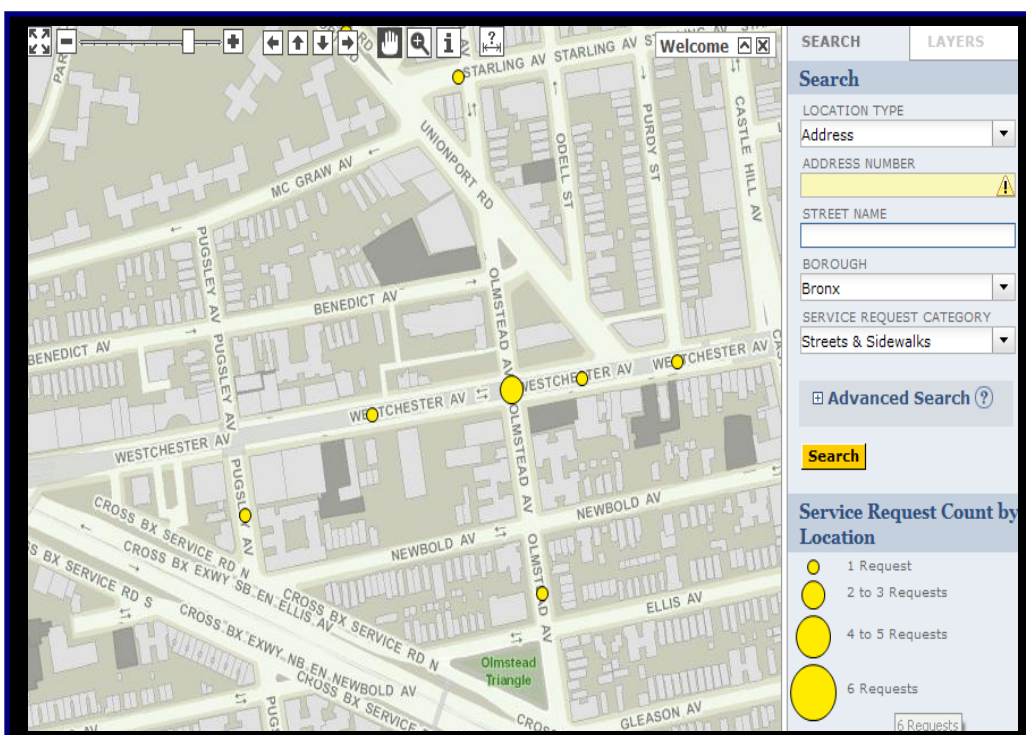 STARLING AV
STARLING AV
Welcome
UNIONPORT RD
ODELL ST
PURDY ST
CASTLE HILL AV
MC GRAW AV
PUGSLEY AV
OLMSTEAD AV
BENEDICT AV
BENEDICT AV
PUGSLEY AV
WESTCHESTER AV
WESTCHESTER AV
WESTCHESTER AV
WESTCHESTER AV
OLMSTEAD AV
PUGSLEY AV
NEWBOLD AV
NEWBOLD AV
OLMSTEAD AV
ELLIS AV
CROSS BX SERVICE RD N
CROSS BX EXWY SB EN ELLIS AV
CROSS BX SERVICE RD N
BX SERVICE RD S
CROSS BX EXWY NB EN NEWBOLD AV
CROSS BX SERVICE
Olmstead
Triangle
GLEASON AV
SEARCH
LAYERS
Search
LOCATION TYPE
Address
ADDRESS NUMBER
STREET NAME
BOROUGH
Bronx
SERVICE REQUEST CATEGORY
Streets & Sidewalks
Advanced Search ?
Search
Service Request Count by
Location
1 Request
2 to 3 Requests
4 to 5 Requests
6 Requests
6 Requests